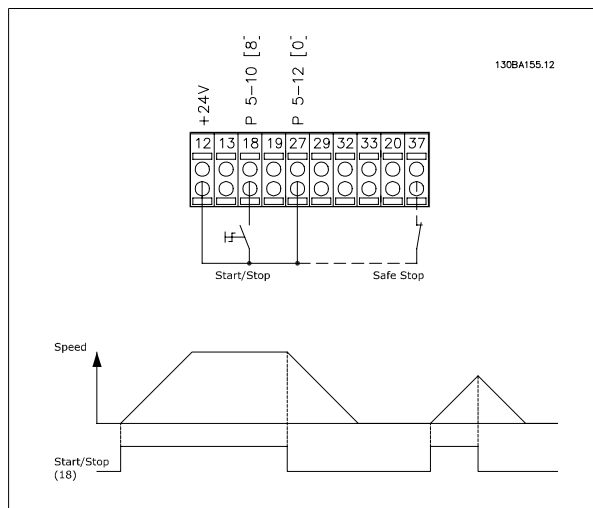 130BA155.12
+24V
P 5-10 [8]
P 5-12 [0]
12 13 18 19 27 29 32 33 20 37
Start/Stop
Safe Stop
Speed
Start/Stop
(18)